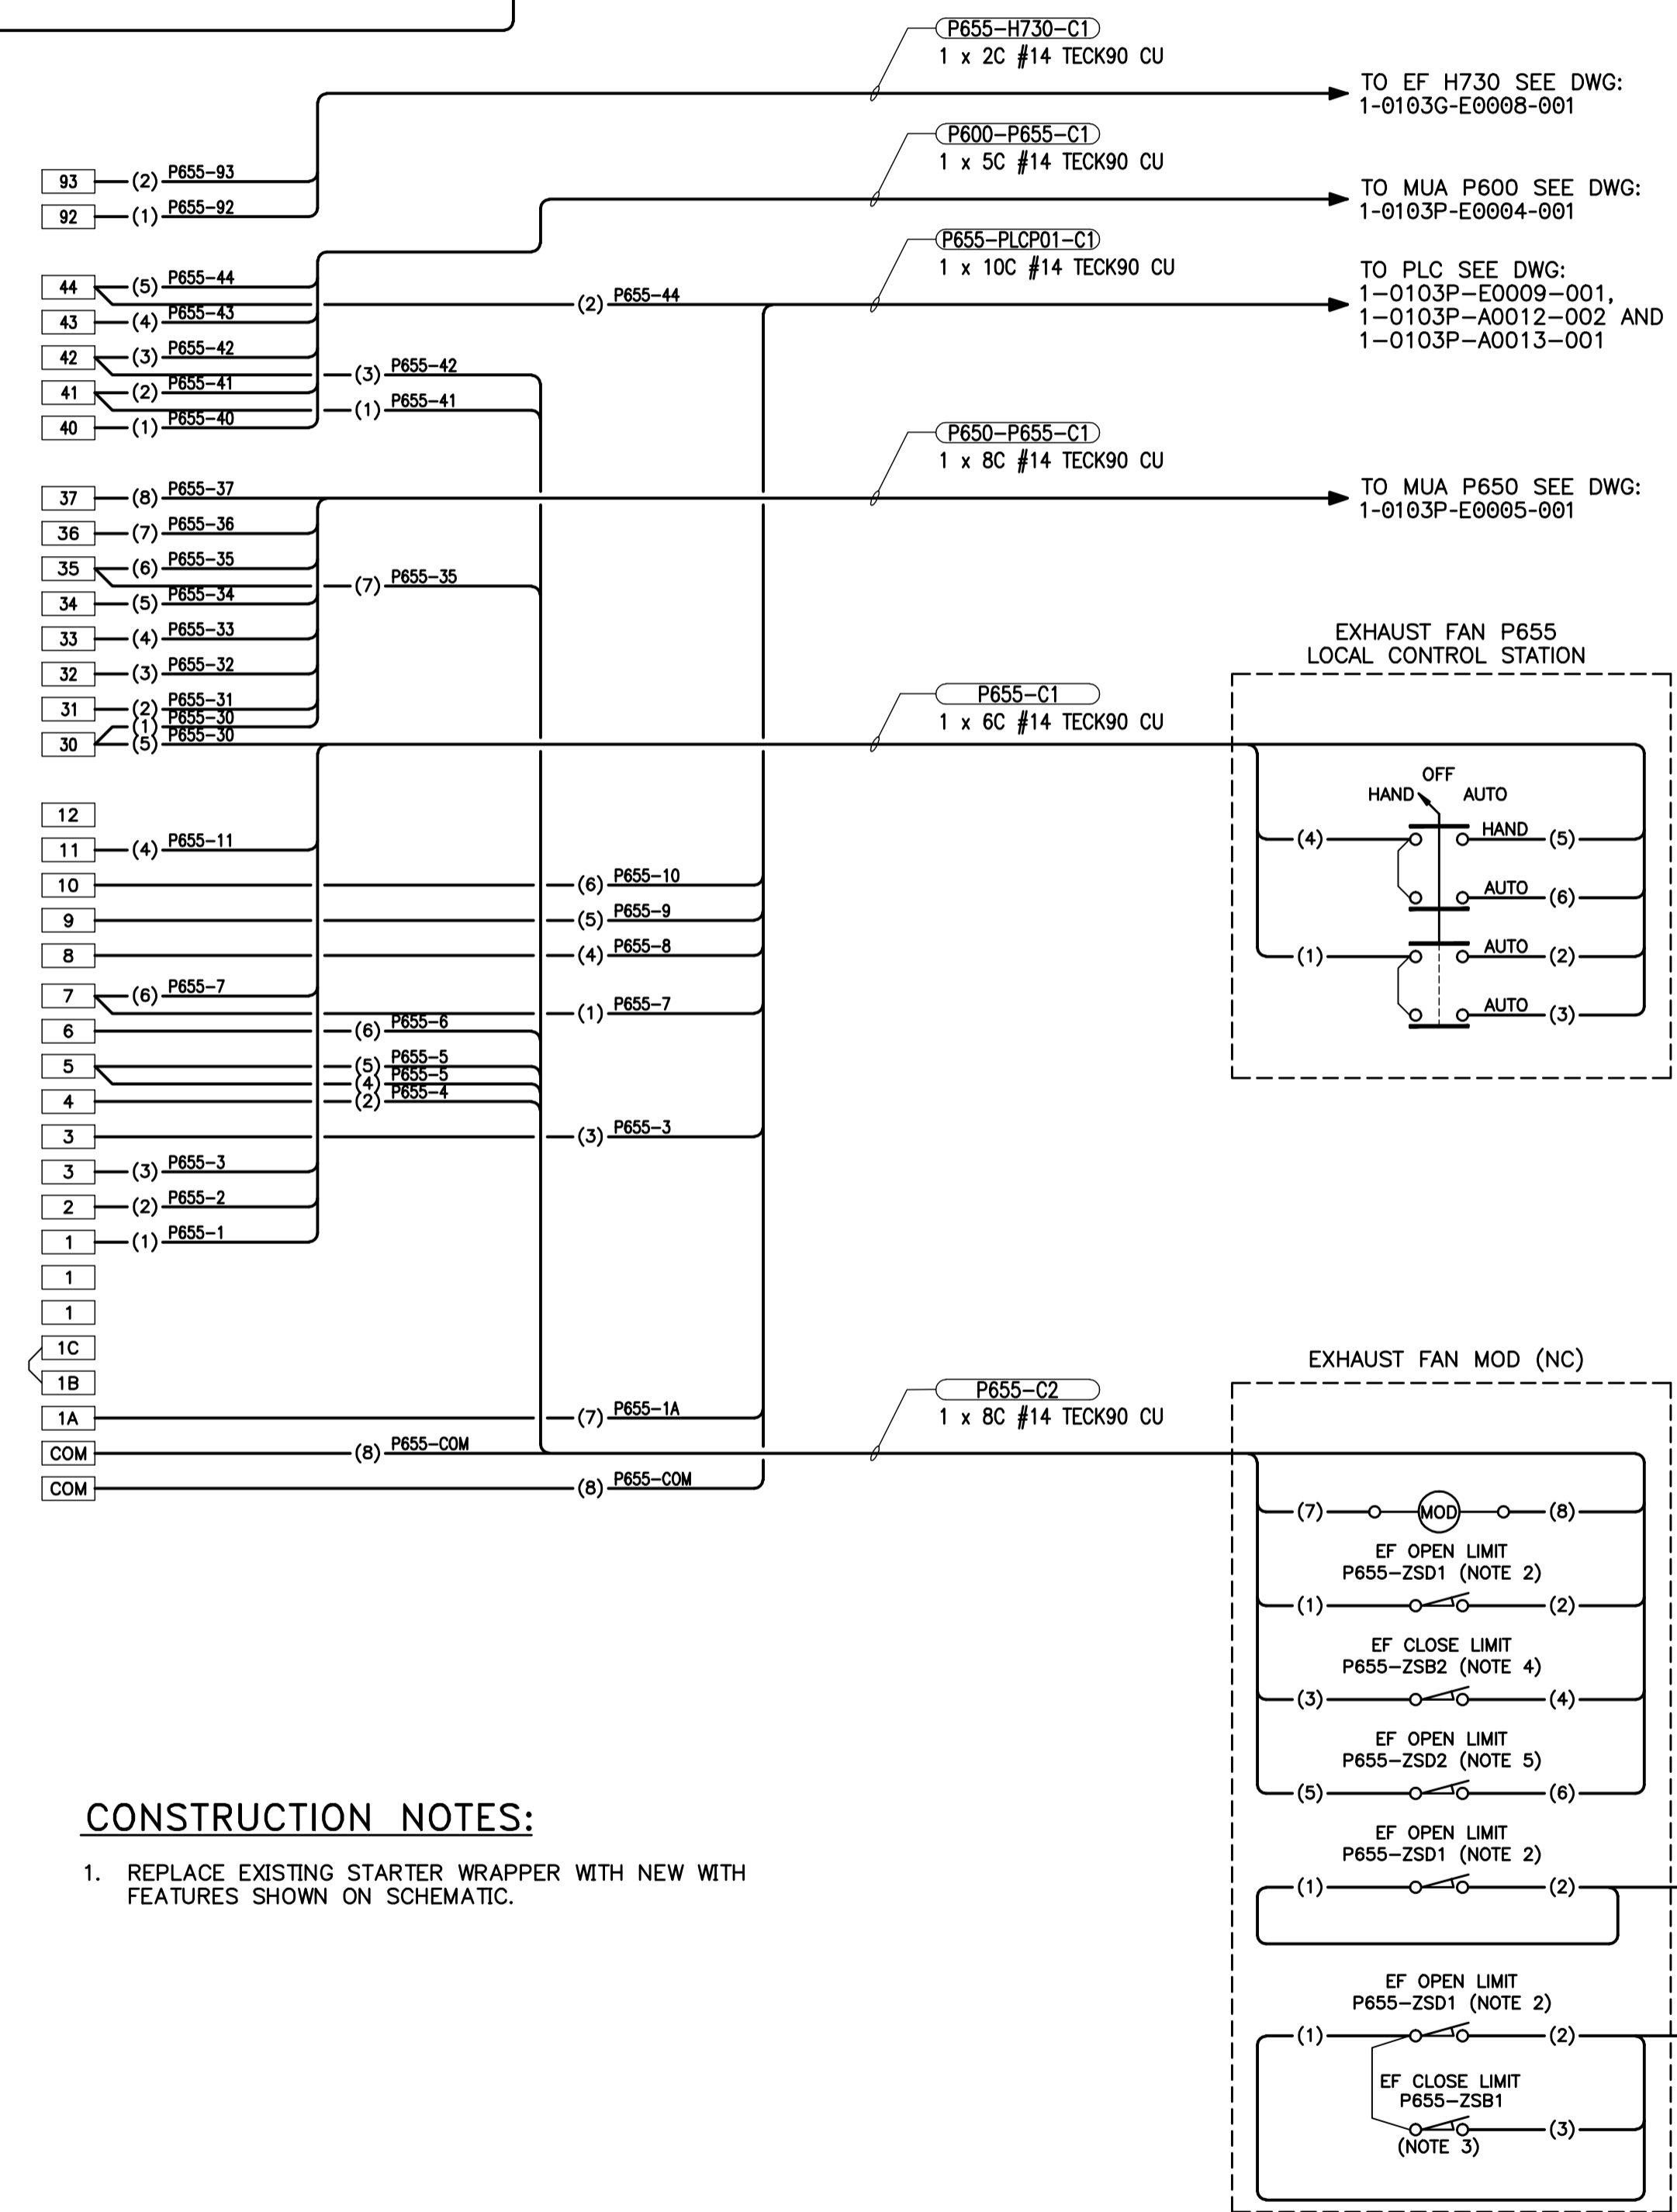 P655-H730-C1
1 x 2C #14 TECK90 CU
TO EF H730 SEE DWG:
1-0103G-E0008-001
P600-P655-C1
1 x 5C #14 TECK90 CU
93 (2) P655-93
TO MUA P600 SEE DWG:
1-0103P-E0004-001
92 (1) P655-92
P655-PLCP01-C1
1 x 10C #14 TECK90 CU
TO PLC SEE DWG:
1-0103P-E0009-001,
1-0103P-A0012-002 AND
1-0103P-A0013-001
44 (5) P655-44
(2) P655-44
43 (4) P655-43
42 (3) P655-42
(3) P655-42
41 (2) P655-41
(1) P655-41
40 (1) P655-40
P650-P655-C1
1 x 8C #14 TECK90 CU
TO MUA P650 SEE DWG:
1-0103P-E0005-001
37 (8) P655-37
36 (7) P655-36
35 (6) P655-35
(7) P655-35
34 (5) P655-34
33 (4) P655-33
32 (3) P655-32
31 (2) P655-31
(1) P655-30
30 (5) P655-30
P655-C1
1 x 6C #14 TECK90 CU
EXHAUST FAN P655
LOCAL CONTROL STATION
OFF
HAND AUTO
(4) HAND (5)
AUTO (6)
(1) AUTO (2)
AUTO (3)
12
11 (4) P655-11
10 (6) P655-10
9 (5) P655-9
8 (4) P655-8
7 (6) P655-7
(1) P655-7
6 (6) P655-6
5 (5) P655-5
(4) P655-5
4 (2) P655-4
3 (3) P655-3
3 (3) P655-3
2 (2) P655-2
1 (1) P655-1
1
1
1C
1B
1A (7) P655-1A
COM (8) P655-COM
COM (8) P655-COM
P655-C2
1 x 8C #14 TECK90 CU
EXHAUST FAN MOD (NC)
(7) MOD (8)
EF OPEN LIMIT
P655-ZSD1 (NOTE 2)
(1) (2)
EF CLOSE LIMIT
P655-ZSB2 (NOTE 4)
(3) (4)
EF OPEN LIMIT
P655-ZSD2 (NOTE 5)
(5) (6)
EF OPEN LIMIT
P655-ZSD1 (NOTE 2)
(1) (2)
EF OPEN LIMIT
P655-ZSD1 (NOTE 2)
(1) (2)
EF CLOSE LIMIT
P655-ZSB1
(3)
(NOTE 3)
CONSTRUCTION NOTES:
1. REPLACE EXISTING STARTER WRAPPER WITH NEW WITH
FEATURES SHOWN ON SCHEMATIC.